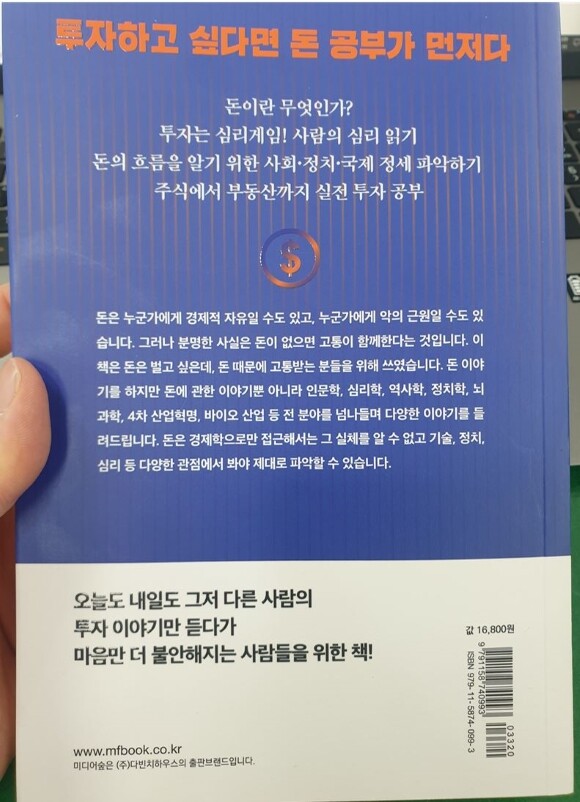 투자하고 싶다면 돈 공부가 먼저다
돈이란 무엇인가?
투자는 심리게임! 사람의 심리 읽기
돈의 흐름을 알기 위한 사회·정치·국제 정세 파악하기
주식에서 부동산까지 실전 투자 공부
$
돈은 누군가에게 경제적 자유일 수도 있고, 누군가에게 악의 근원일 수도 있
습니다. 그러나 분명한 사실은 돈이 없으면 고통이 함께한다는 것입니다. 이
책은 돈은 벌고 싶은데, 돈 때문에 고통받는 분들을 위해 쓰였습니다. 돈 이야
기를 하지만 돈에 관한 이야기뿐 아니라 인문학, 심리학, 역사학, 정치학, 뇌
과학, 4차 산업혁명, 바이오 산업 등 전 분야를 넘나들며 다양한 이야기를 들
려드립니다. 돈은 경제학으로만 접근해서는 그 실체를 알 수 없고 기술, 정치,
심리 등 다양한 관점에서 봐야 제대로 파악할 수 있습니다.
오늘도 내일도 그저 다른 사람의
투자 이야기만 듣다가
마음만 더 불안해지는 사람들을 위한 책!
값 16,800원
9 791158 740993
03320
ISBN 979-11-5874-099-3
www.mfbook.co.kr
미디어숲은 (주)다빈치하우스의 출판브랜드입니다.